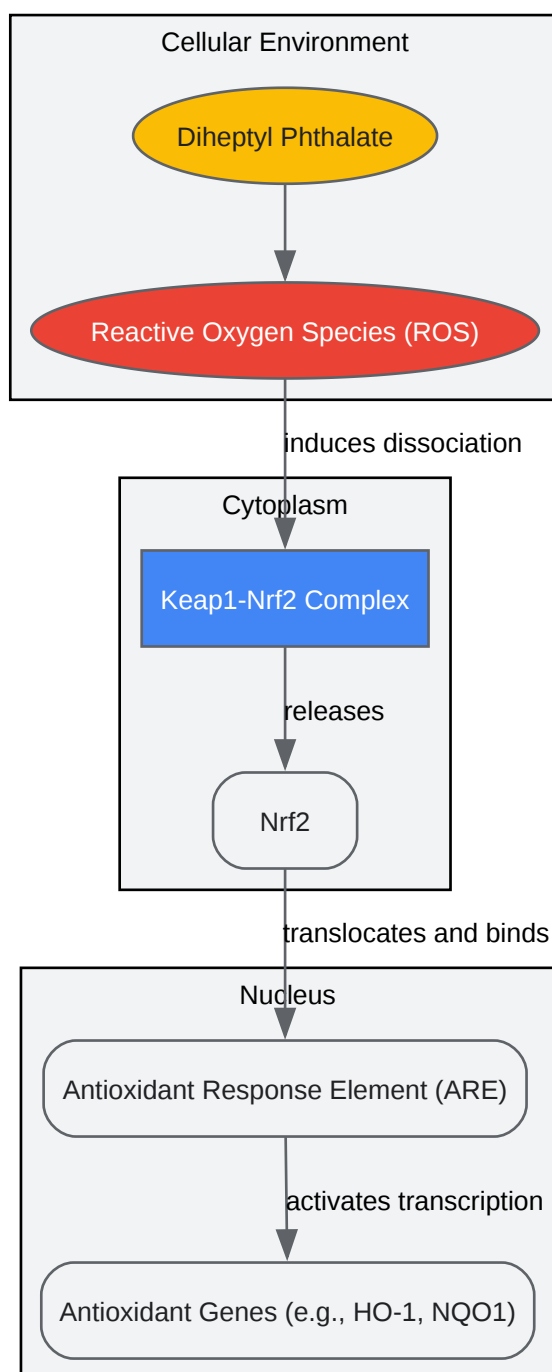 Cellular Environment
Diheptyl Phthalate
Reactive Oxygen Species (ROS)
induces dissociation
Cytoplasm
Keap1-Nrf2 Complex
releases
Nrf2
translocates and binds
Nucleus
Antioxidant Response Element (ARE)
activates transcription
Antioxidant Genes (e.g., HO-1, NQO1)